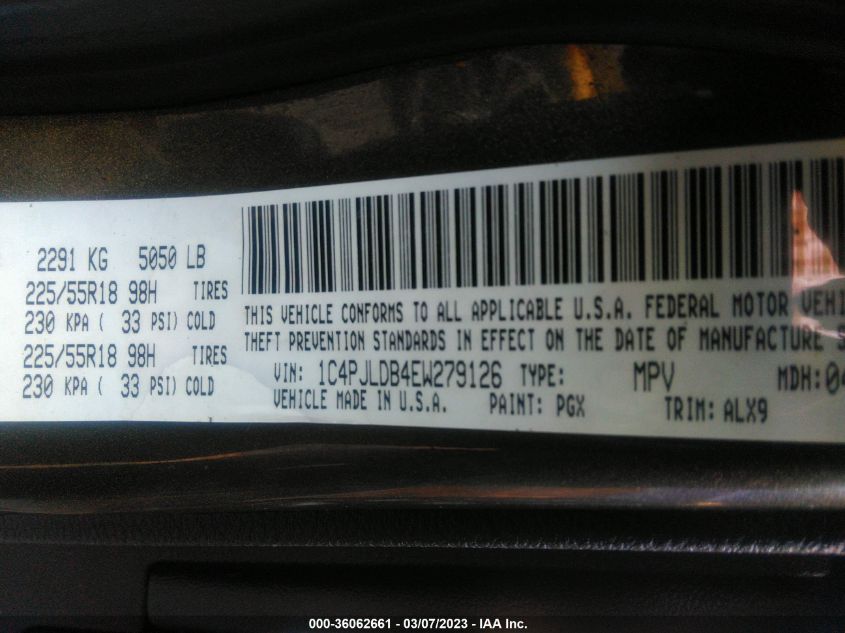 2291 KG 5050 LB
225/55R18 98H TIRES
230 KPA ( 33 PSI) COLD
225/55R18 98H TIRES
230 KPA ( 33 PSI) COLD
THIS VEHICLE CONFORMS TO ALL APPLICABLE U.S.A. FEDERAL MOTOR VEHI
THEFT PREVENTION STANDARDS IN EFFECT ON THE DATE OF MANUFACTURE S
VIN: 1C4PJLDB4EW279126 TYPE: MPV MDH: 04
VEHICLE MADE IN U.S.A. PAINT: PGX TRIM: ALX9
000-36062661 - 03/07/2023 - IAA Inc.